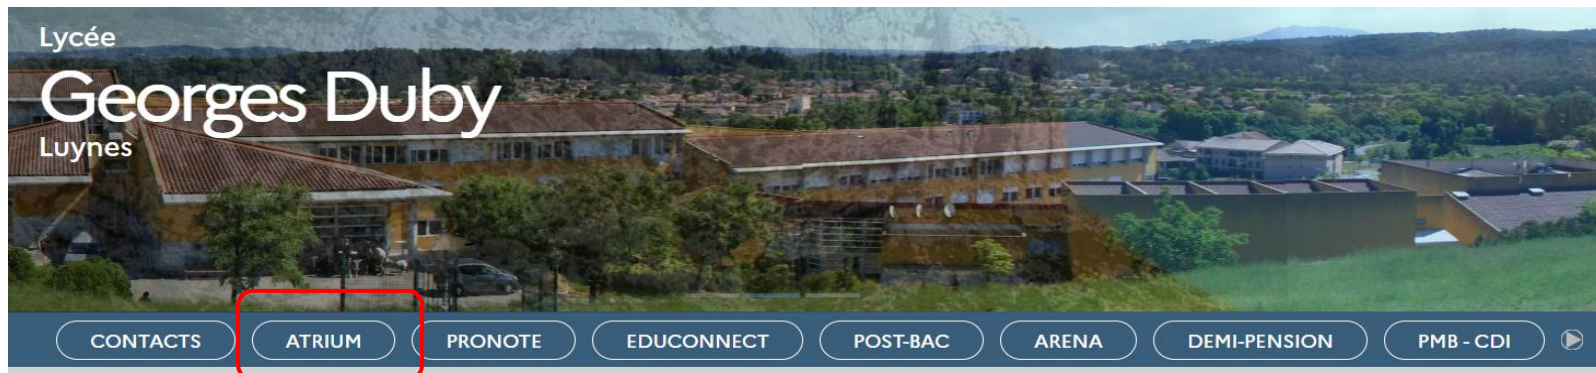 Lycée
Georges Duby
Luynes
CONTACTS ATRIUM PRONOTE EDUCONNECT POST-BAC ARENA DEMI-PENSION PMB - CDI